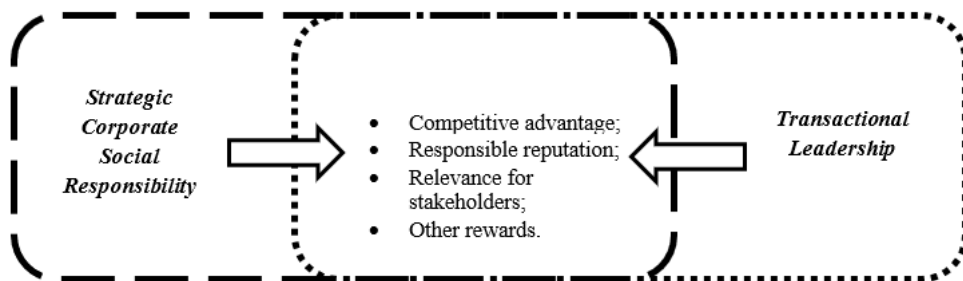 Strategic
Corporate
Social
Responsibility
• Competitive advantage;
• Responsible reputation;
• Relevance for
stakeholders;
• Other rewards.
Transactional
Leadership